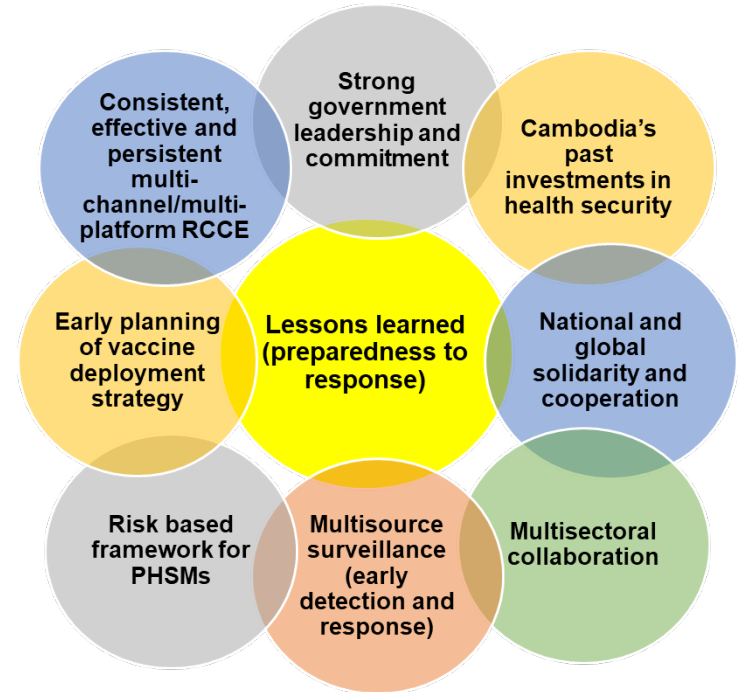 Strong
government
leadership and
commitment
Cambodia’s
past
investments in
health security
National and
global
solidarity and
cooperation
Multisectoral
collaboration
Multisource
surveillance
(early
detection and
response)
Risk based
framework for
PHSMs
Early planning
of vaccine
deployment
strategy
Consistent,
effective and
persistent
multi-
channel/multi-
platform RCCE
Lessons learned
(preparedness to
response)